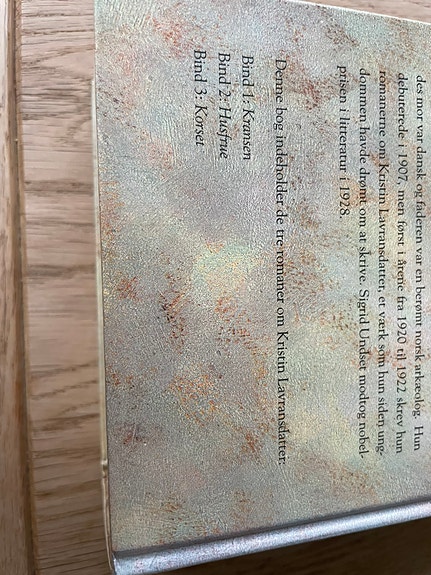 des mor var dansk og faderen var en berømt norsk arkæolog. Hun
debuterede i 1907, men først i årene fra 1920 til 1922 skrev hun
romanerne om Kristin Lavransdatter, et værk som hun siden ung-
dommen havde drømt om at skrive. Sigrid Undset modtog nobel-
prisen i litteratur i 1928.
Denne bog indeholder de tre romaner om Kristin Lavransdatter:
Bind 1: Kransen
Bind 2: Husfrue
Bind 3: Korset